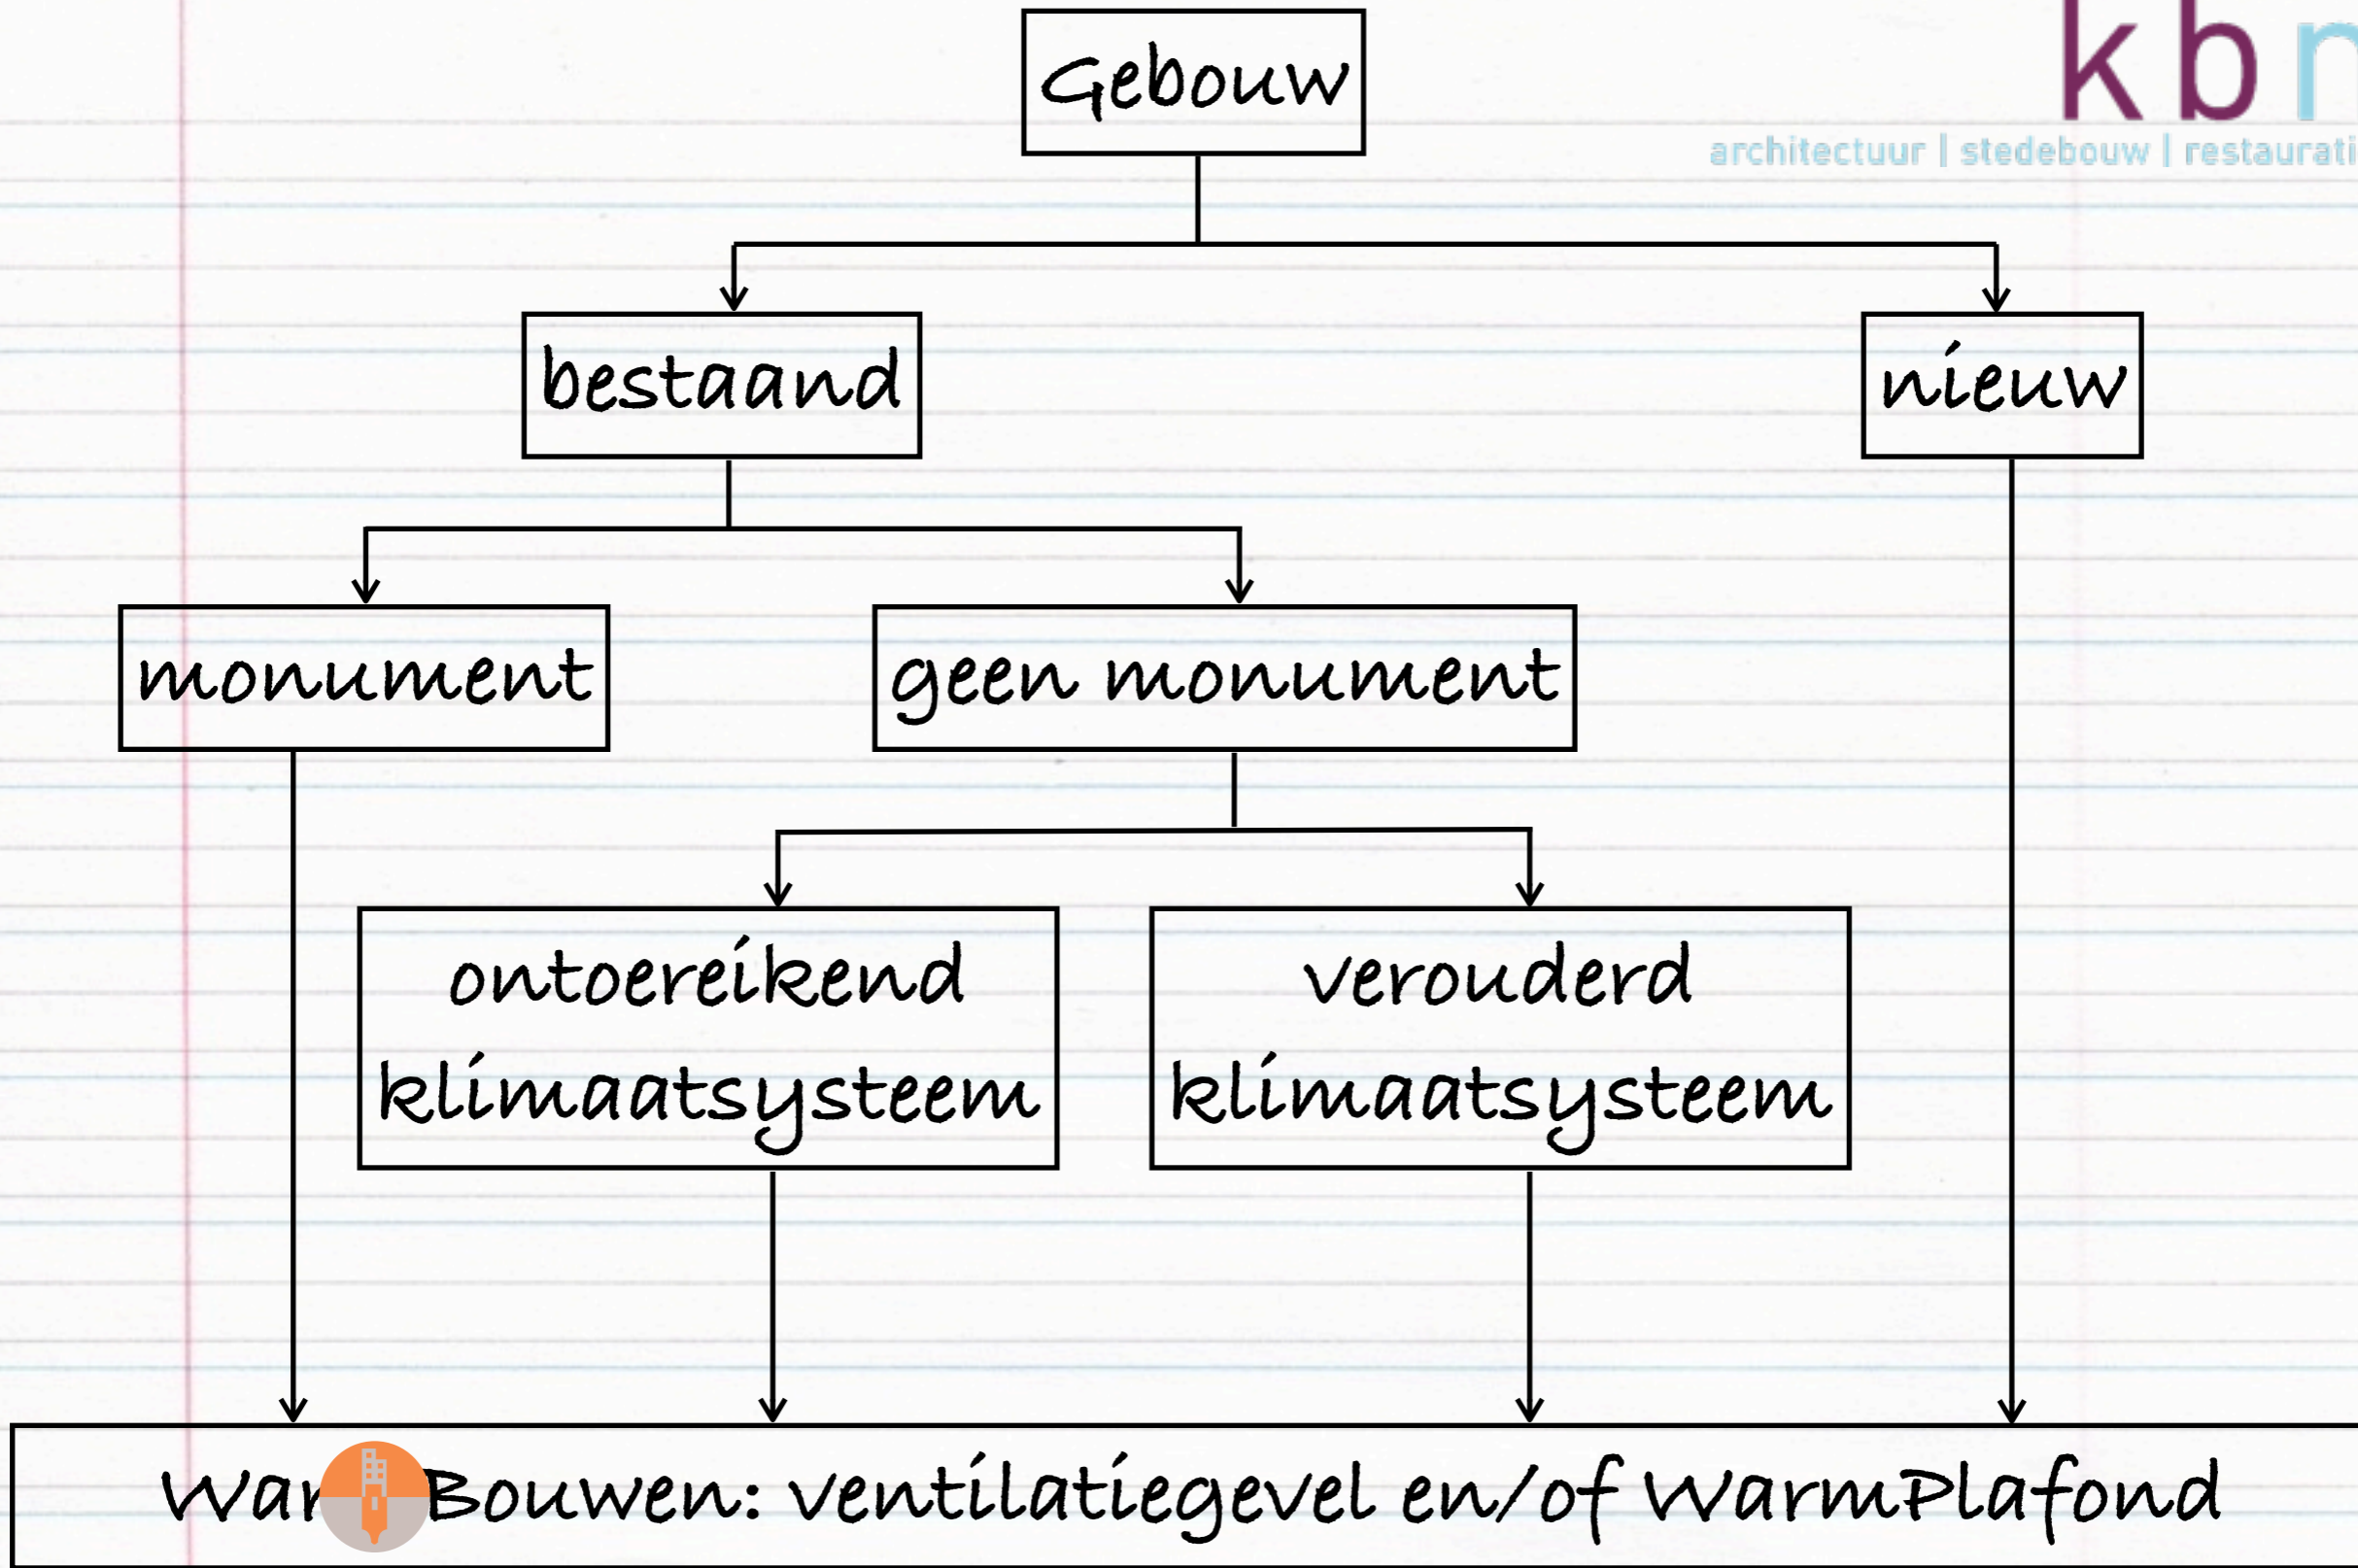 Gebouw
kbn
architectuur | stedebouw | restaurati
bestaand
nieuw
monument
geen monument
ontoereikend
klimaatsysteem
verouderd
klimaatsysteem
Bouwen: ventilatiegevel en/of WarmPlafond